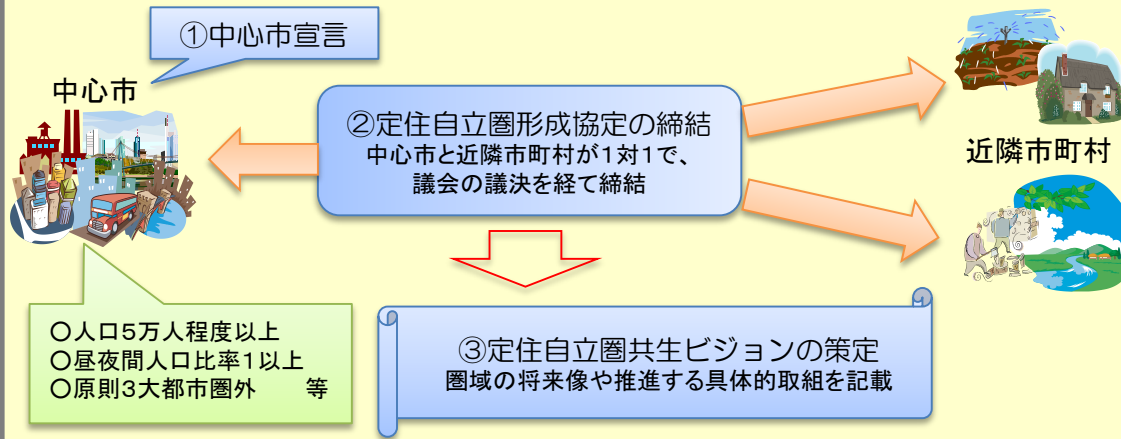 ①中心市宣言
中心市
②定住自立圏形成協定の締結
中心市と近隣市町村が1対1で、
議会の議決を経て締結
近隣市町村
〇人口5万人程度以上
〇昼夜間人口比率1以上
〇原則3大都市圏外　　等
③定住自立圏共生ビジョンの策定
圏域の将来像や推進する具体的取組を記載